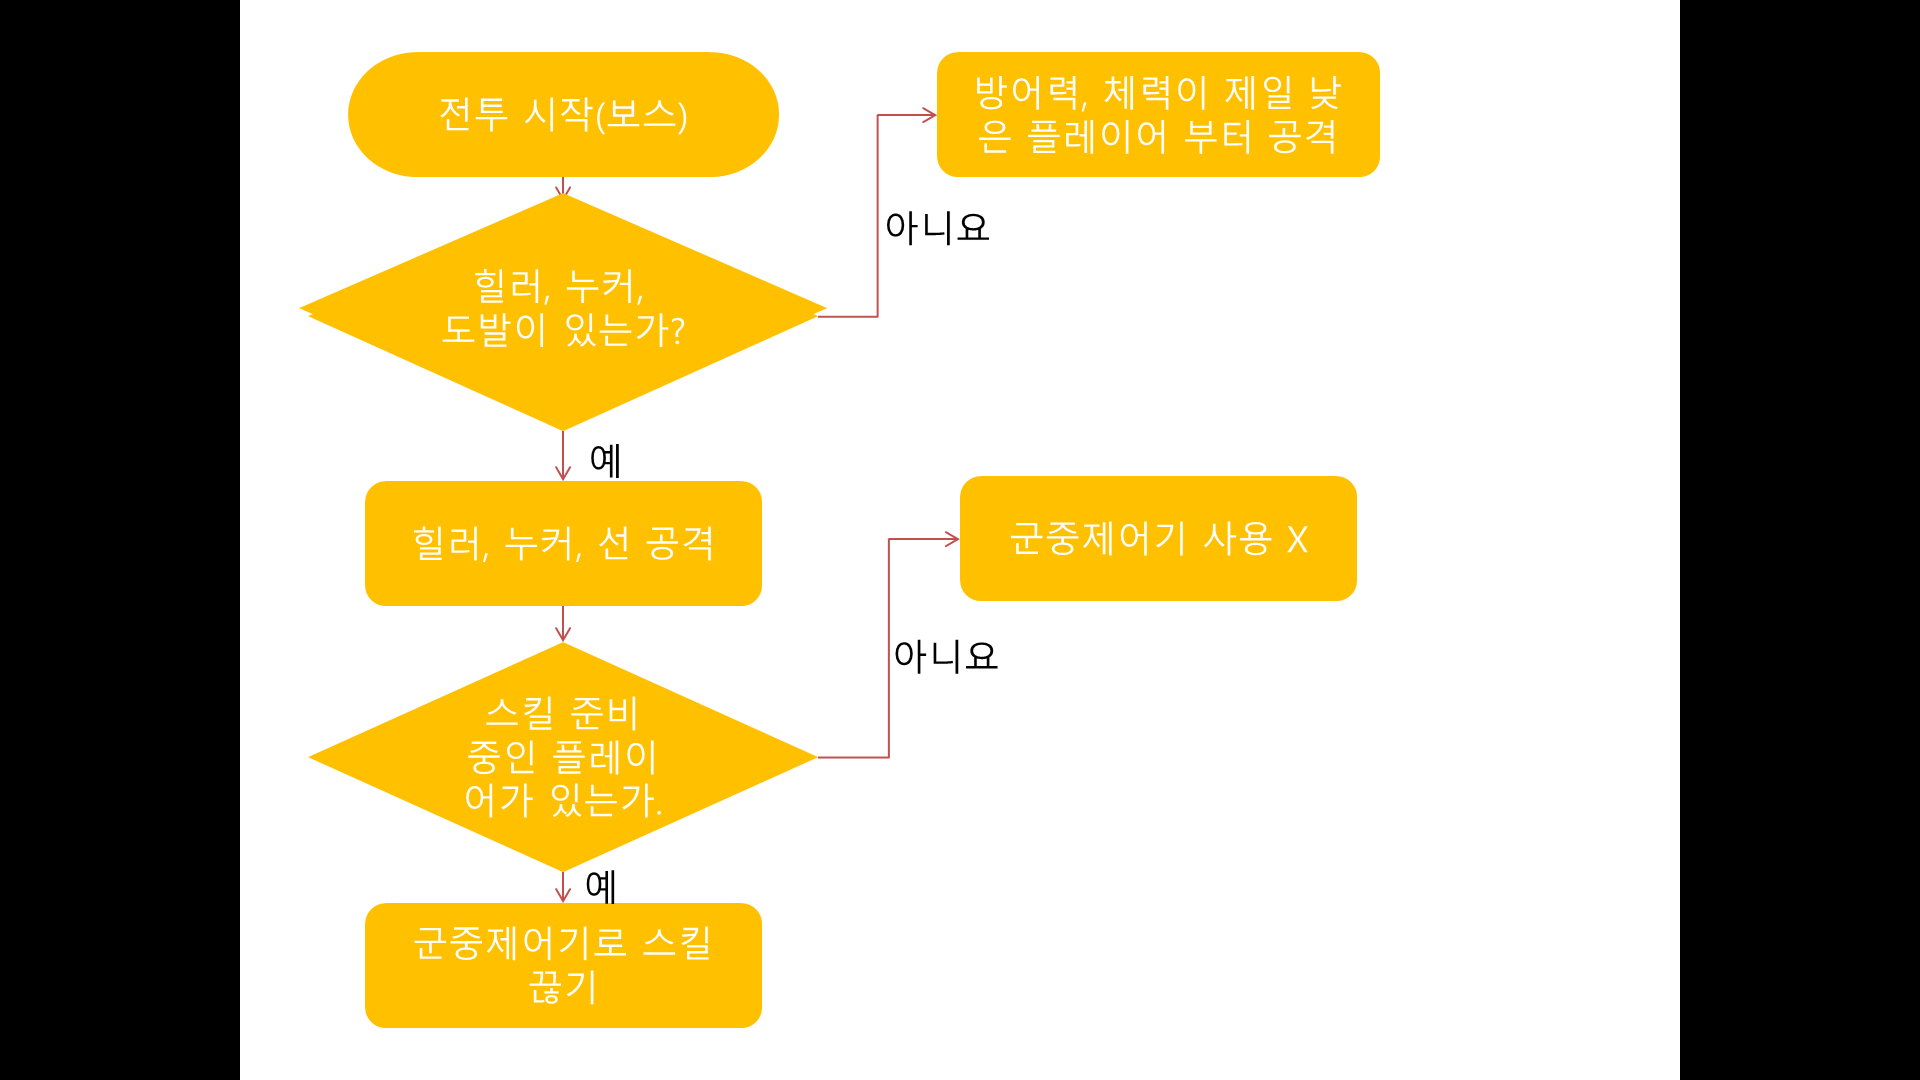 전투 시작(보스)
방어력, 체력이 제일 낮
은 플레이어 부터 공격
아니요
힐러, 누커,
도발이 있는가?
예
힐러, 누커, 선 공격
군중제어기 사용 X
아니요
스킬 준비
중인 플레이
어가 있는가.
예
군중제어기로 스킬
끊기